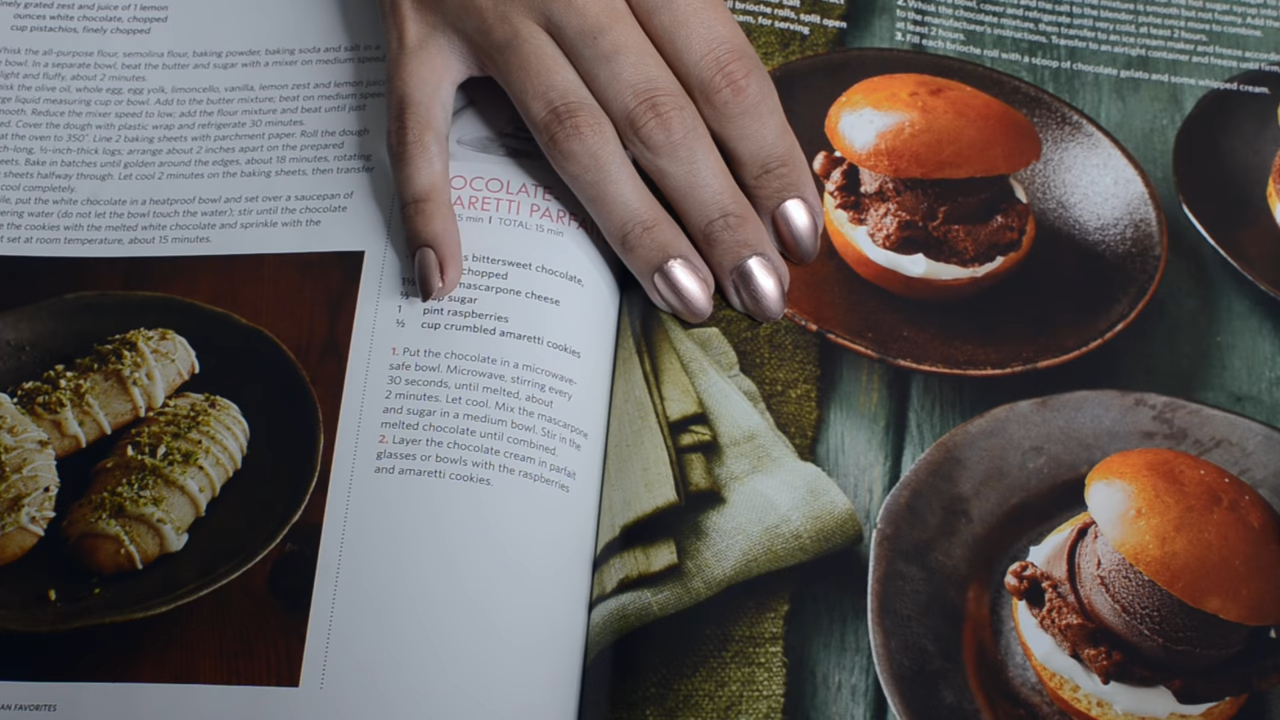 inely grated zest and juice of 1 lemon
ounces white chocolate, chopped
cup pistachios, finely chopped
Whisk the all-purpose flour, semolina flour, baking powder, baking soda and salt in a
bowl. In a separate bowl, beat the butter and sugar with a mixer on medium speed
light and fluffy, about 2 minutes.
isk the olive oil, whole egg, egg yolk, limoncello, vanilla, lemon zest and lemon juice
rge liquid measuring cup or bowl. Add to the butter mixture; beat on medium speed
mooth. Reduce the mixer speed to low; add the flour mixture and beat until just
ed. Cover the dough with plastic wrap and refrigerate 30 minutes.
at the oven to 350°. Line 2 baking sheets with parchment paper. Roll the dough
ch-long, ½-inch-thick logs; arrange about 2 inches apart on the prepared
eets. Bake in batches until golden around the edges, about 18 minutes, rotating
sheets halfway through. Let cool 2 minutes on the baking sheets, then transfer
cool completely.
ile, put the white chocolate in a heatproof bowl and set over a saucepan of
ering water (do not let the bowl touch the water); stir until the chocolate
e the cookies with the melted white chocolate and sprinkle with the
t set at room temperature, about 15 minutes.
AN FAVORITES
OCOLATE-
ARETTI PARFA
15 min | TOTAL: 15 min
s bittersweet chocolate,
chopped
mascarpone cheese
up sugar
1 pint raspberries
½ cup crumbled amaretti cookies
1. Put the chocolate in a microwave-
safe bowl. Microwave, stirring every
30 seconds, until melted, about
2 minutes. Let cool. Mix the mascarpone
and sugar in a medium bowl. Stir in the
melted chocolate until combined.
2. Layer the chocolate cream in parfait
glasses or bowls with the raspberries
and amaretti cookies.
salt
brioche rolls, split open
am, for serving
to the manufacturer's instructions. Transfer to an airtight container and freeze until firm
least 2 hours.
3. Fill each brioche roll with a scoop of chocolate gelato and some whipped cream.